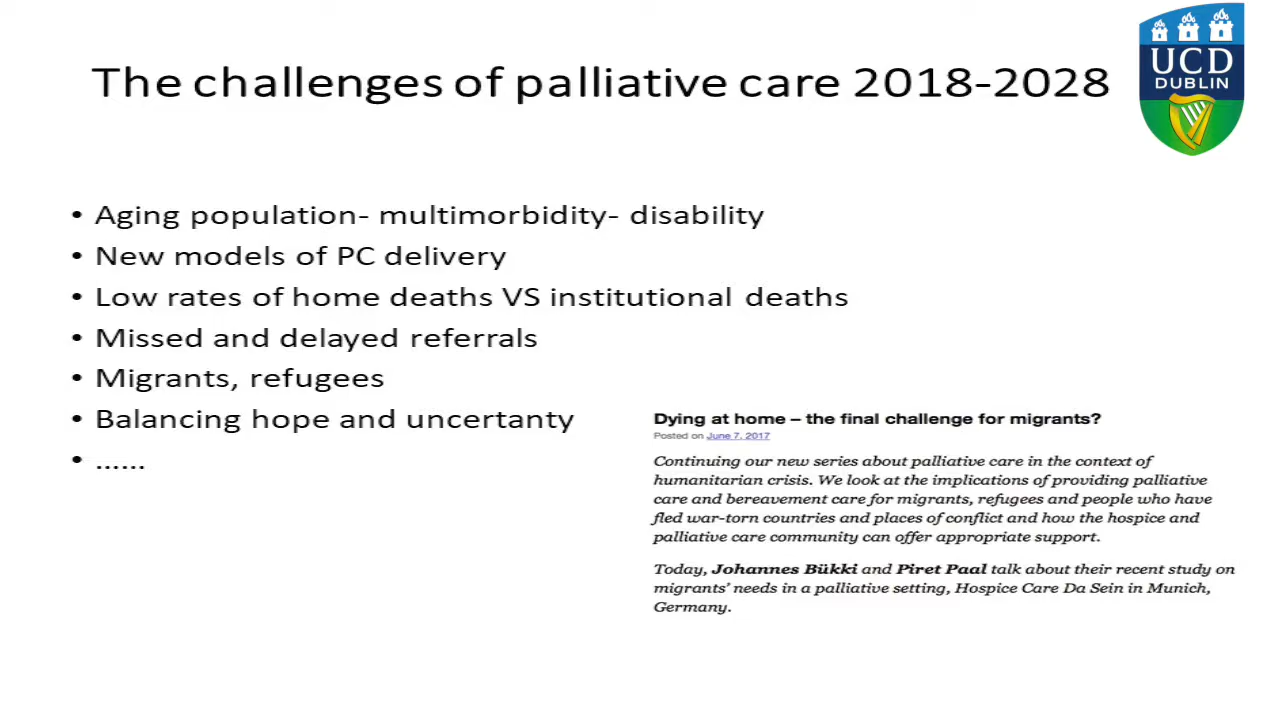 The challenges of palliative care 2018-2028
UCD
DUBLIN
• Aging population- multimorbidity- disability
• New models of PC delivery
• Low rates of home deaths VS institutional deaths
• Missed and delayed referrals
• Migrants, refugees
• Balancing hope and uncertanty
• ......
Dying at home – the final challenge for migrants?
Posted on June 7, 2017
Continuing our new series about palliative care in the context of
humanitarian crisis. We look at the implications of providing palliative
care and bereavement care for migrants, refugees and people who have
fled war-torn countries and places of conflict and how the hospice and
palliative care community can offer appropriate support.
Today, Johannes Bükki and Piret Paal talk about their recent study on
migrants' needs in a palliative setting, Hospice Care Da Sein in Munich,
Germany.